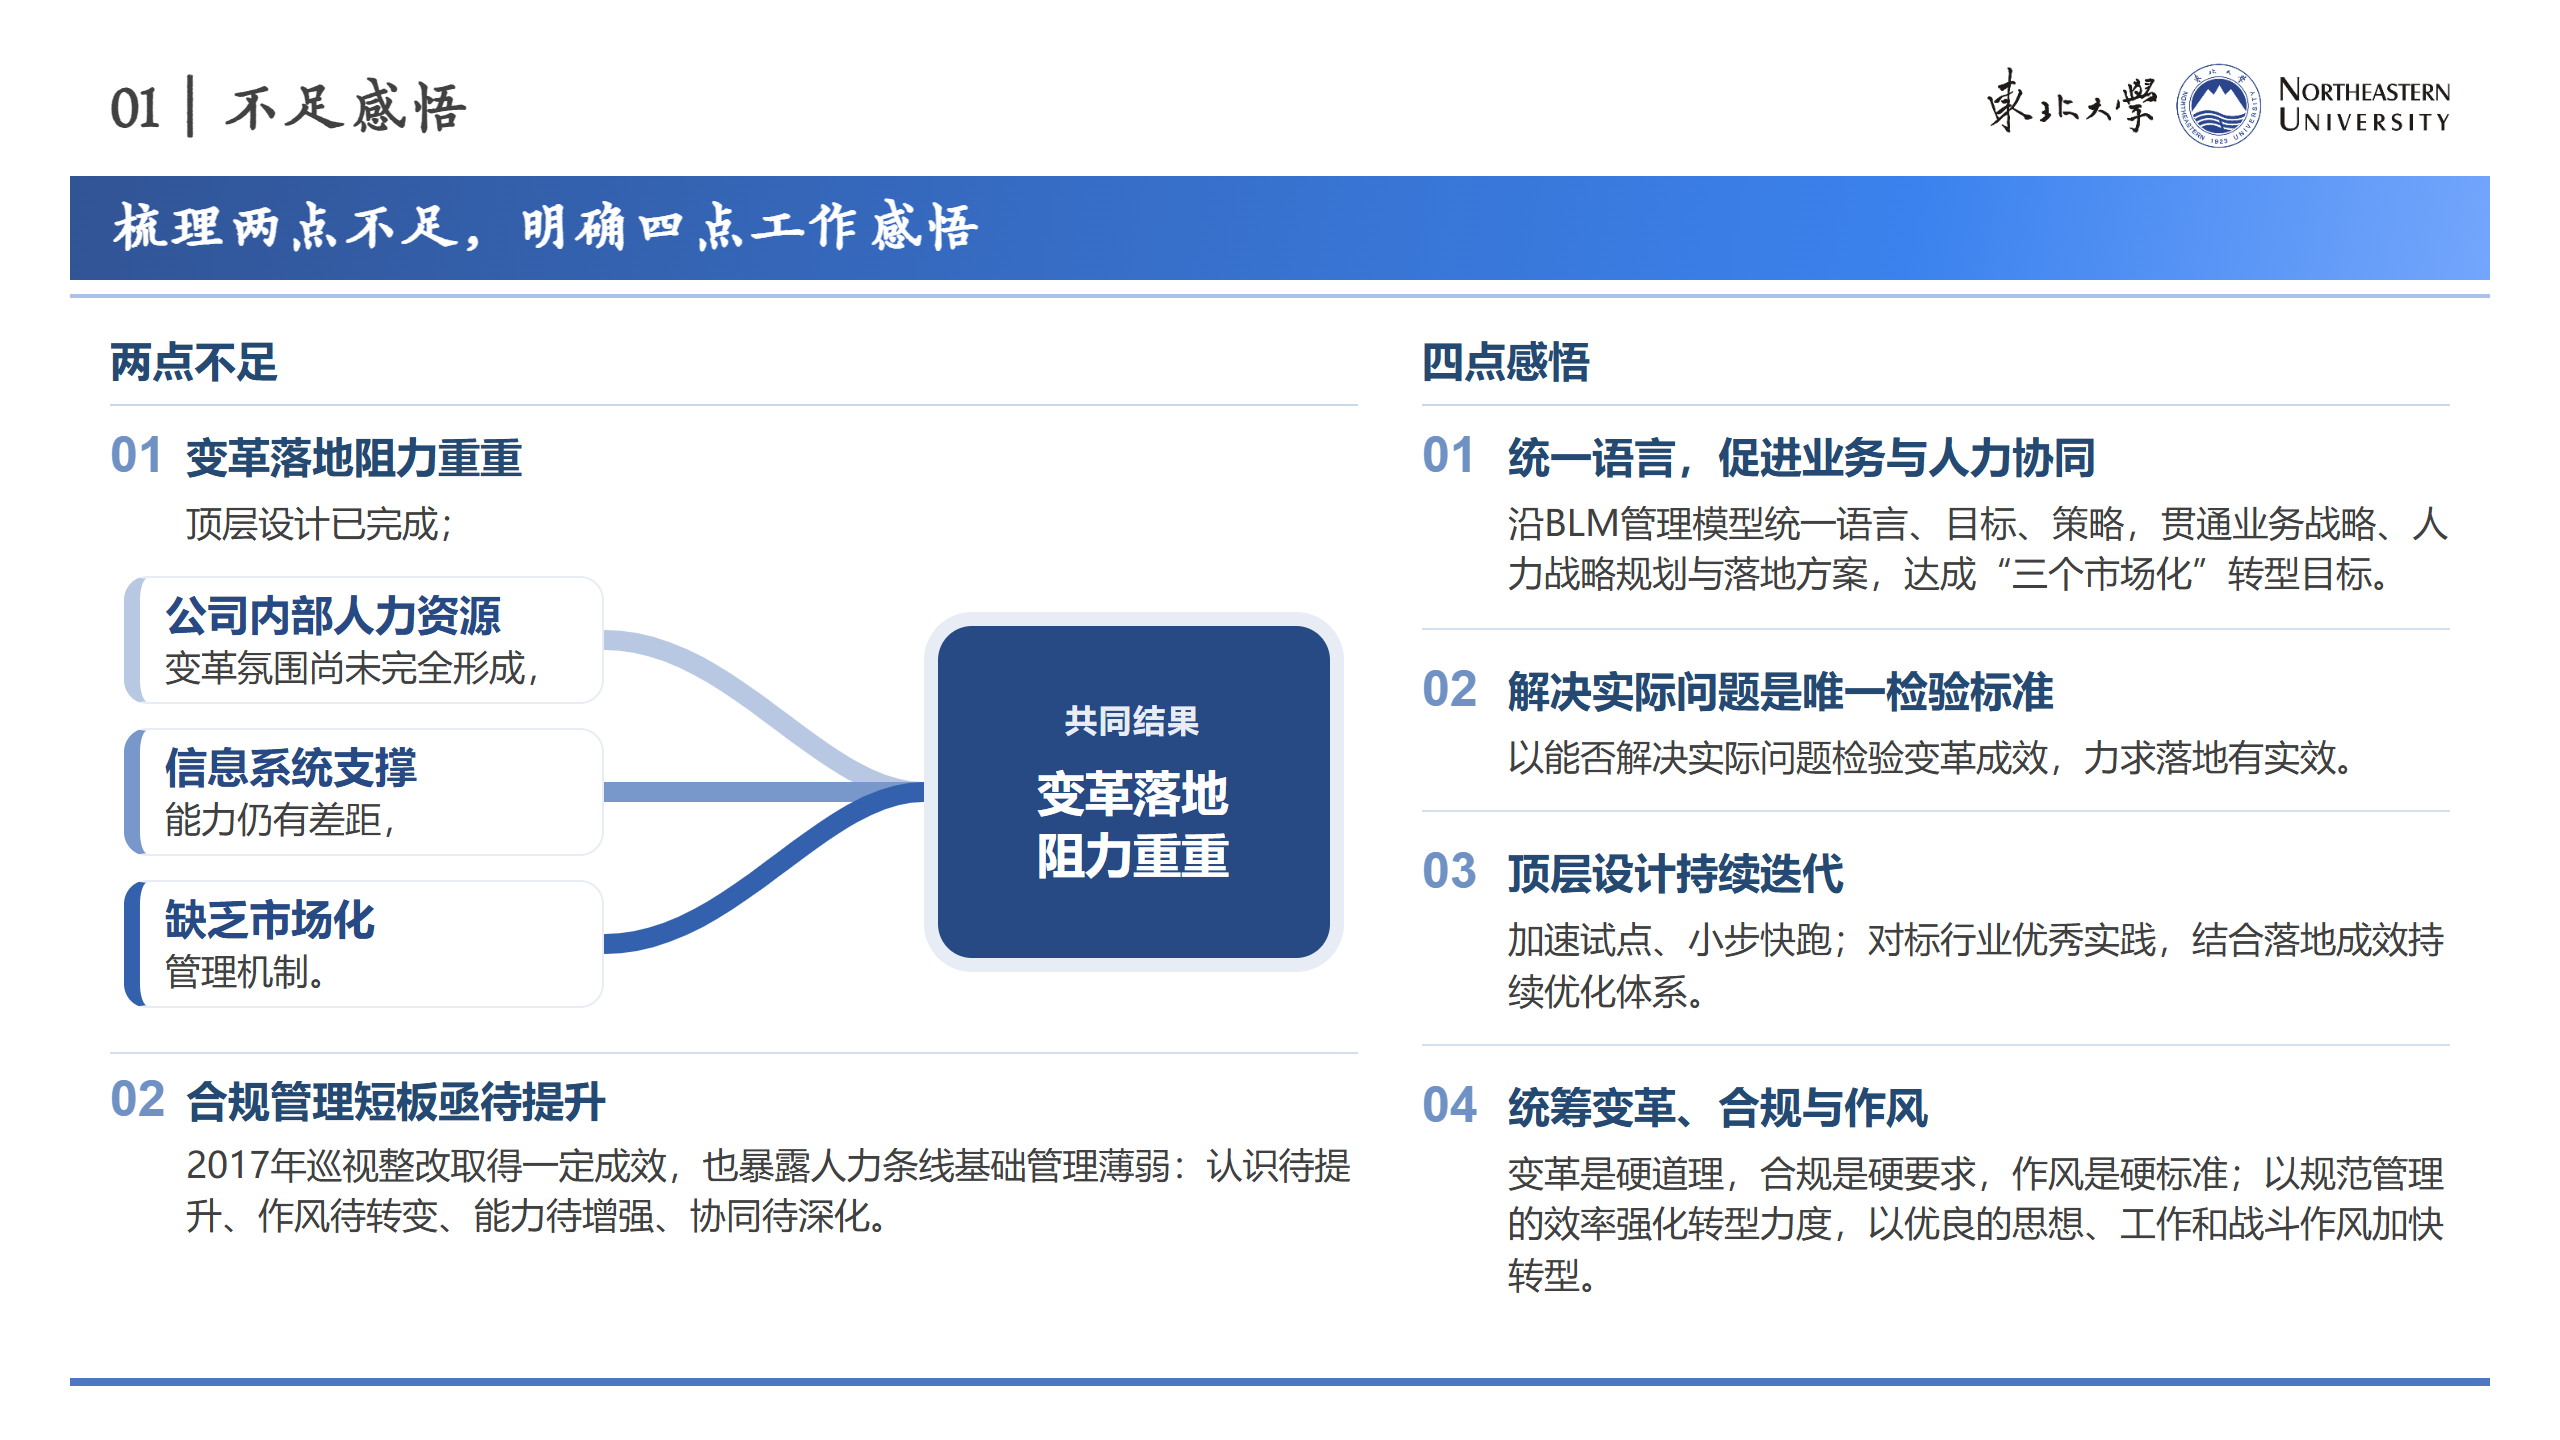 01 不足感悟
東北大學
NORTHEASTERN
UNIVERSITY
梳理两点不足，明确四点工作感悟
两点不足
01 变革落地阻力重重
顶层设计已完成；
公司内部人力资源
变革氛围尚未完全形成，
信息系统支撑
能力仍有差距，
缺乏市场化
管理机制。
共同结果
变革落地
阻力重重
02 合规管理短板亟待提升
2017年巡视整改取得一定成效，也暴露人力条线基础管理薄弱：认识待提
升、作风待转变、能力待增强、协同待深化。
四点感悟
01 统一语言，促进业务与人力协同
沿BLM管理模型统一语言、目标、策略，贯通业务战略、人
力战略规划与落地方案，达成“三个市场化”转型目标。
02 解决实际问题是唯一检验标准
以能否解决实际问题检验变革成效，力求落地有实效。
03 顶层设计持续迭代
加速试点、小步快跑；对标行业优秀实践，结合落地成效持
续优化体系。
04 统筹变革、合规与作风
变革是硬道理，合规是硬要求，作风是硬标准；以规范管理
的效率强化转型力度，以优良的思想、工作和战斗作风加快
转型。